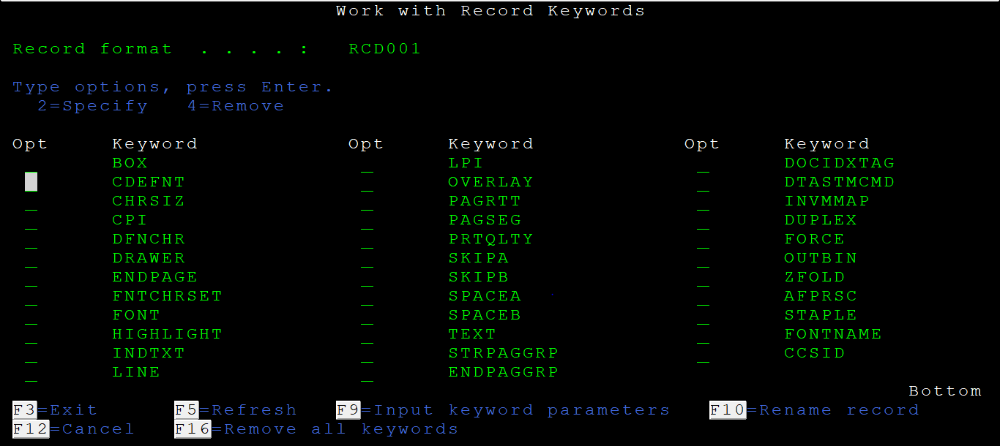 Work with Record Keywords
Record format . . . . : RCD001
Type options, press Enter.
2=Specify 4=Remove
Opt Keyword Opt Keyword Opt Keyword
BOX _ LPI _ DOCIDXTAG
CDEFNT _ OVERLAY _ DTASTMCMD
_ CHRSIZ _ PAGRTT _ INVMMAP
_ CPI _ PAGSEG _ DUPLEX
_ DFNCHR _ PRTQLTY _ FORCE
_ DRAWER _ SKIPA _ OUTBIN
_ ENDPAGE _ SKIPB _ ZFOLD
_ FNTCHRSET _ SPACEA _ AFPRSC
_ FONT _ SPACEB _ STAPLE
_ HIGHLIGHT _ TEXT _ FONTNAME
_ INDTXT _ STRPAGGRP _ CCSID
_ LINE _ ENDPAGGRP
Bottom
F3=Exit F5=Refresh F9=Input keyword parameters F10=Rename record
F12=Cancel F16=Remove all keywords